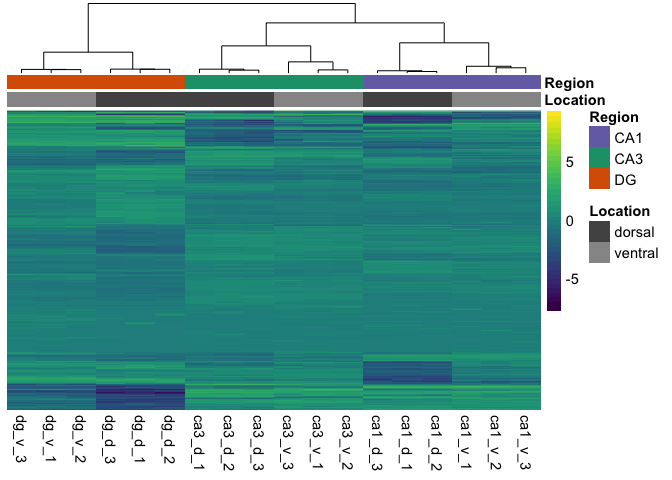 Region
Location
Region
CA1
CA3
DG
Location
dorsal
ventral
5
0
-5
dg_v_3
dg_v_1
dg_v_2
dg_d_3
dg_d_1
dg_d_2
ca3_d_1
ca3_d_2
ca3_d_3
ca3_v_3
ca3_v_1
ca3_v_2
ca1_d_3
ca1_d_1
ca1_d_2
ca1_v_1
ca1_v_2
ca1_v_3